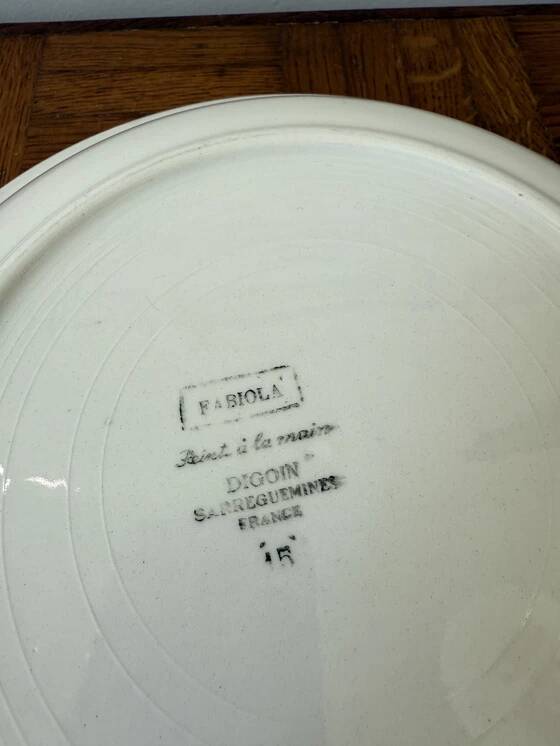 FABIOLA
Peint à la main
DIGOIN
SARREGUEMINES
FRANCE
15